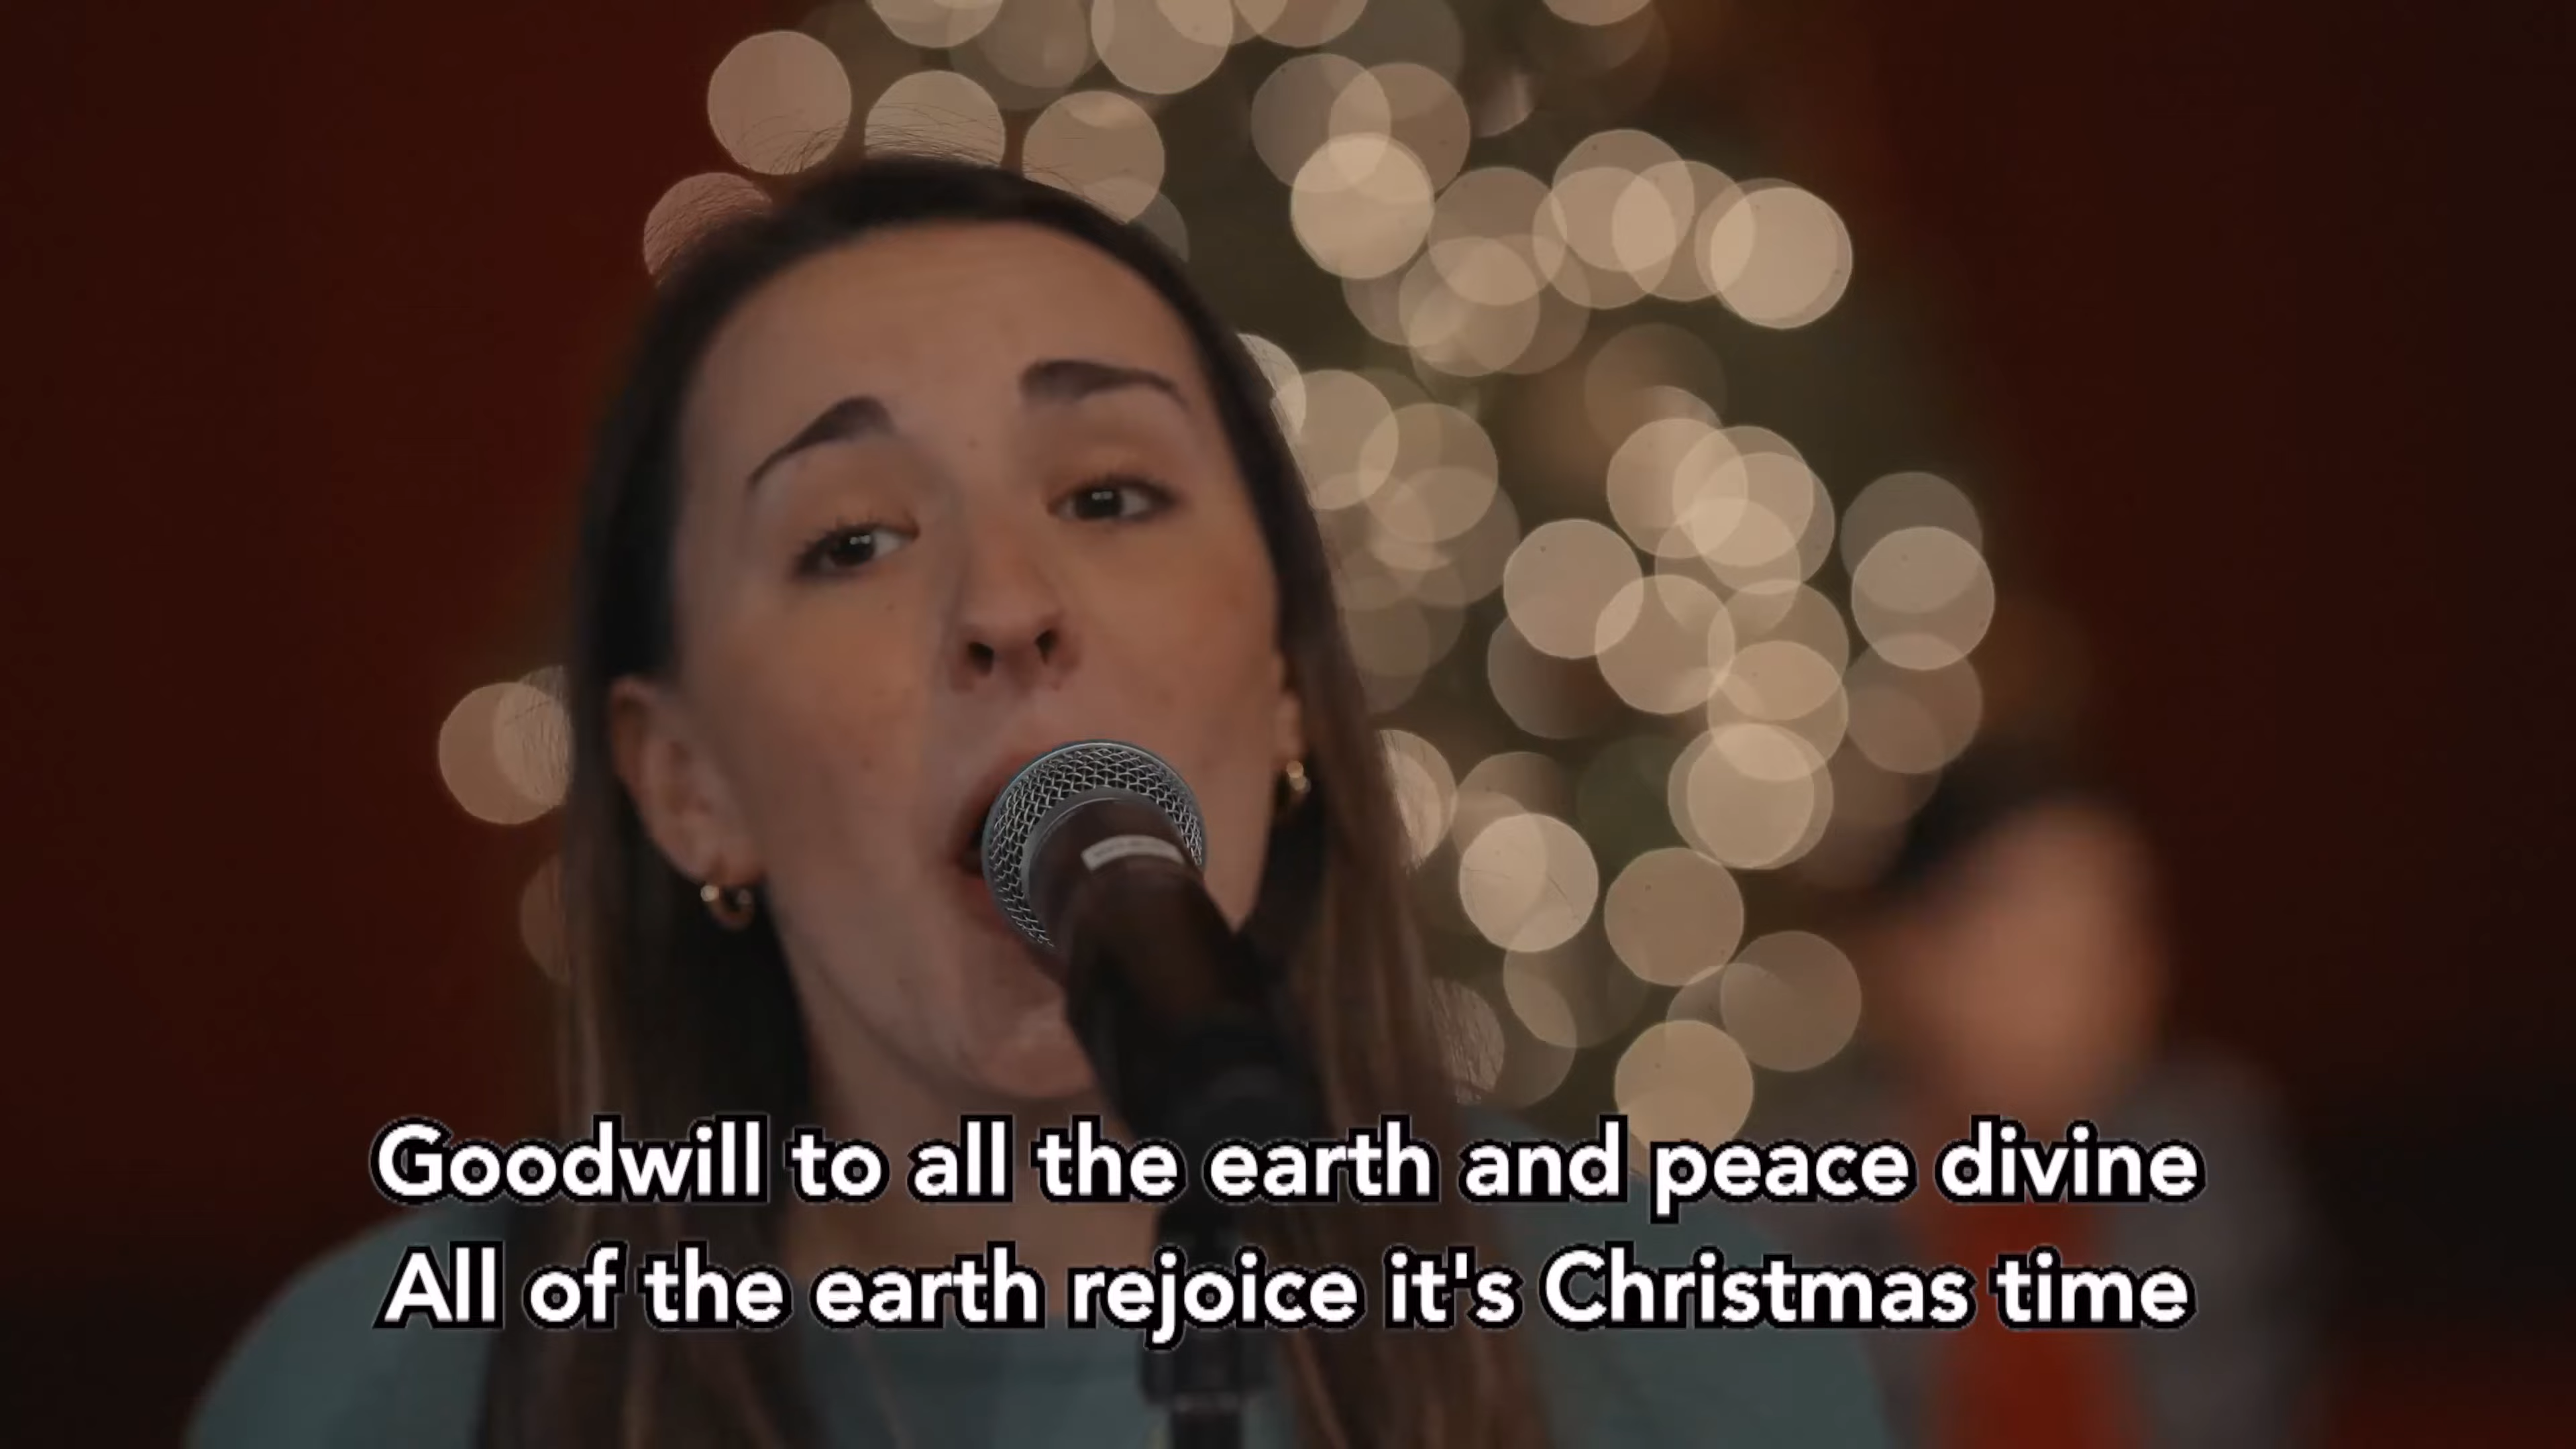 Goodwill to all the earth and peace divine
All of the earth rejoice it's Christmas time